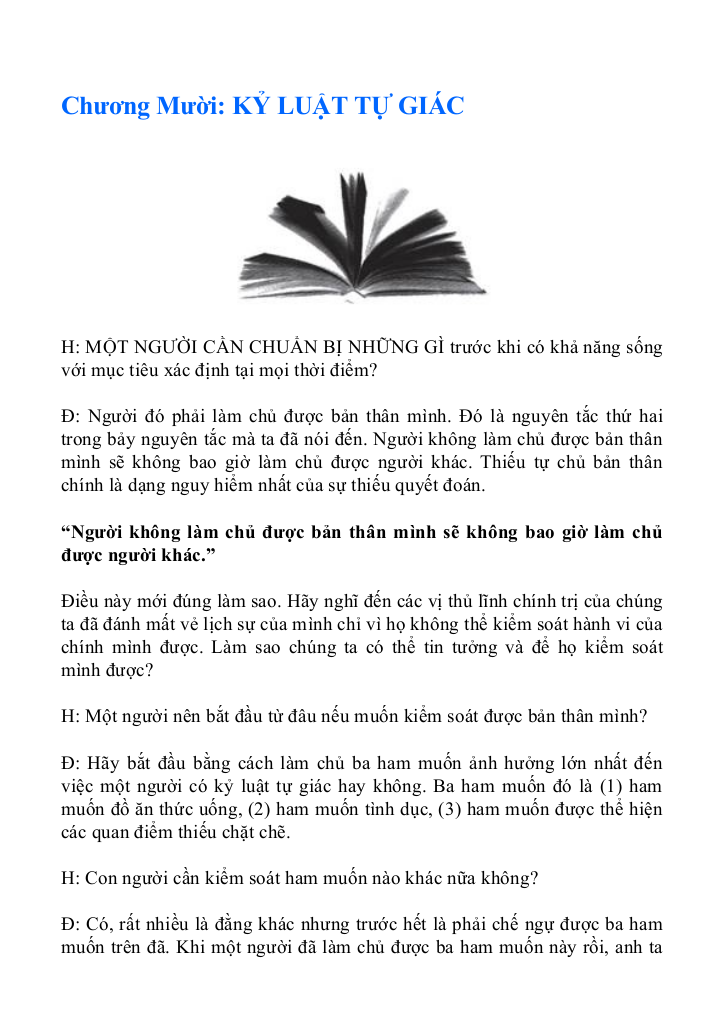 Chương Mười: KỶ LUẬT TỰ GIÁC
H: MỘT NGƯỜI CẦN CHUẨN BỊ NHỮNG GÌ trước khi có khả năng sống
với mục tiêu xác định tại mọi thời điểm?
Đ: Người đó phải làm chủ được bản thân mình. Đó là nguyên tắc thứ hai
trong bảy nguyên tắc mà ta đã nói đến. Người không làm chủ được bản thân
mình sẽ không bao giờ làm chủ được người khác. Thiếu tự chủ bản thân
chính là dạng nguy hiểm nhất của sự thiếu quyết đoán.
“Người không làm chủ được bản thân mình sẽ không bao giờ làm chủ
được người khác.”
Điều này mới đúng làm sao. Hãy nghĩ đến các vị thủ lĩnh chính trị của chúng
ta đã đánh mất vẻ lịch sự của mình chỉ vì họ không thể kiểm soát hành vi của
chính mình được. Làm sao chúng ta có thể tin tưởng và để họ kiểm soát
mình được?
H: Một người nên bắt đầu từ đâu nếu muốn kiểm soát được bản thân mình?
Đ: Hãy bắt đầu bằng cách làm chủ ba ham muốn ảnh hưởng lớn nhất đến
việc một người có kỷ luật tự giác hay không. Ba ham muốn đó là (1) ham
muốn đồ ăn thức uống, (2) ham muốn tình dục, (3) ham muốn được thể hiện
các quan điểm thiếu chặt chẽ.
H: Con người cần kiểm soát ham muốn nào khác nữa không?
Đ: Có, rất nhiều là đằng khác nhưng trước hết là phải chế ngự được ba ham
muốn trên đã. Khi một người đã làm chủ được ba ham muốn này rồi, anh ta